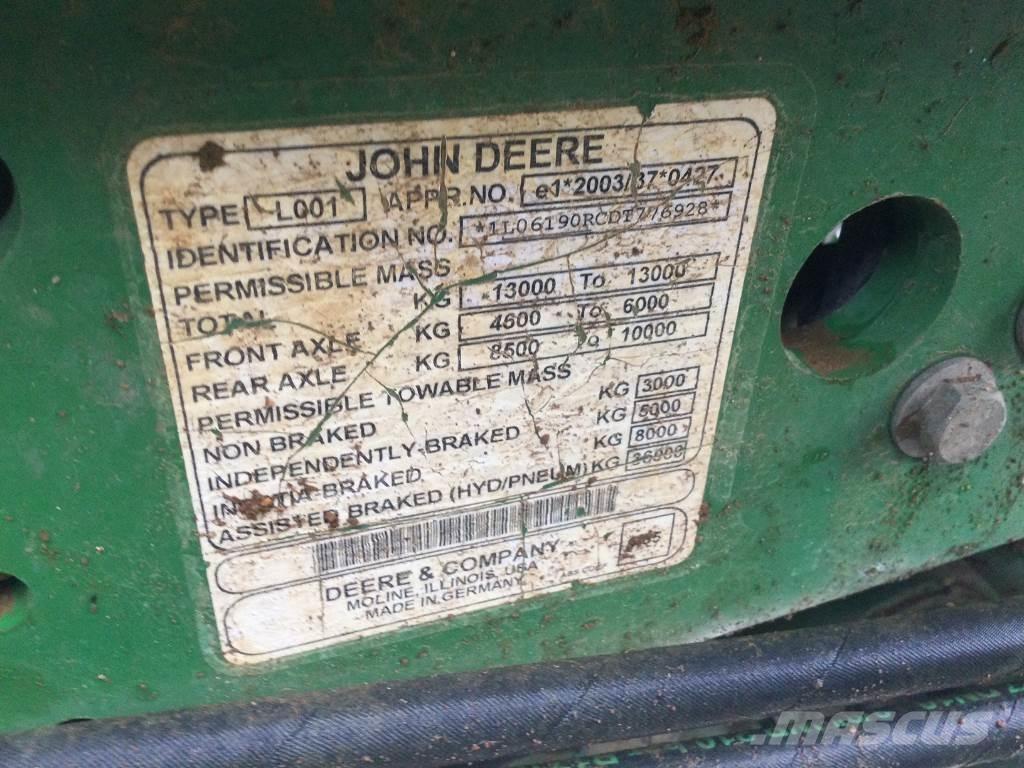 JOHN DEERE
TYPE L001 APPR.NO. e1*2003/37*0427
IDENTIFICATION NO. *1L06190RCDT776928*
PERMISSIBLE MASS
TOTAL KG 13000 To 13000
FRONT AXLE KG 4600 To 6000
REAR AXLE KG 8500 To 10000
PERMISSIBLE TOWABLE MASS
NON BRAKED KG 3000
INDEPENDENTLY-BRAKED KG 5000
BRAKED KG 8000
ASSISTED BRAKED (HYD/PNEUM) KG
DEERE & COMPANY
MOLINE, ILLINOIS, USA
MADE IN GERMANY
MASCUS